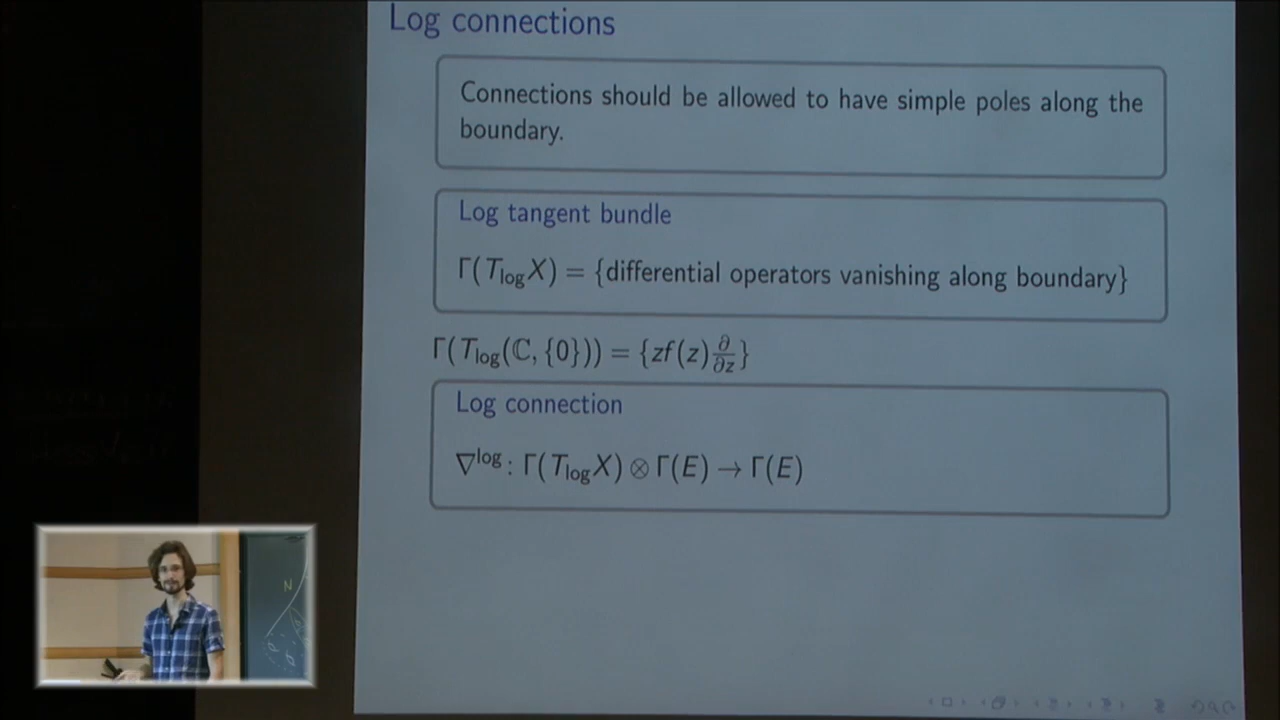 Log connections
Connections should be allowed to have simple poles along the
boundary.
Log tangent bundle
Γ(T_log X) = {differential operators vanishing along boundary}
Γ(T_log(ℂ, {0})) = {zf(z) ∂/∂z}
Log connection
∇^log : Γ(T_log X) ⊗ Γ(E) → Γ(E)
N